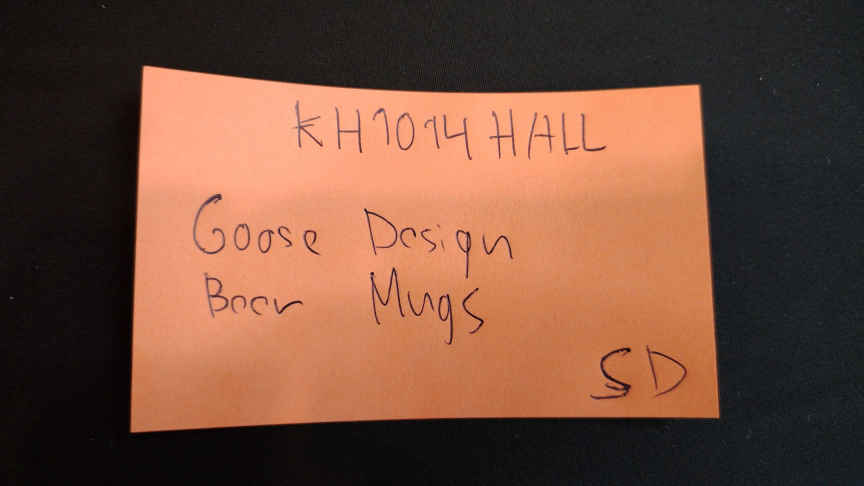 KH1014 HALL
Goose Design
Beer Mugs
SD